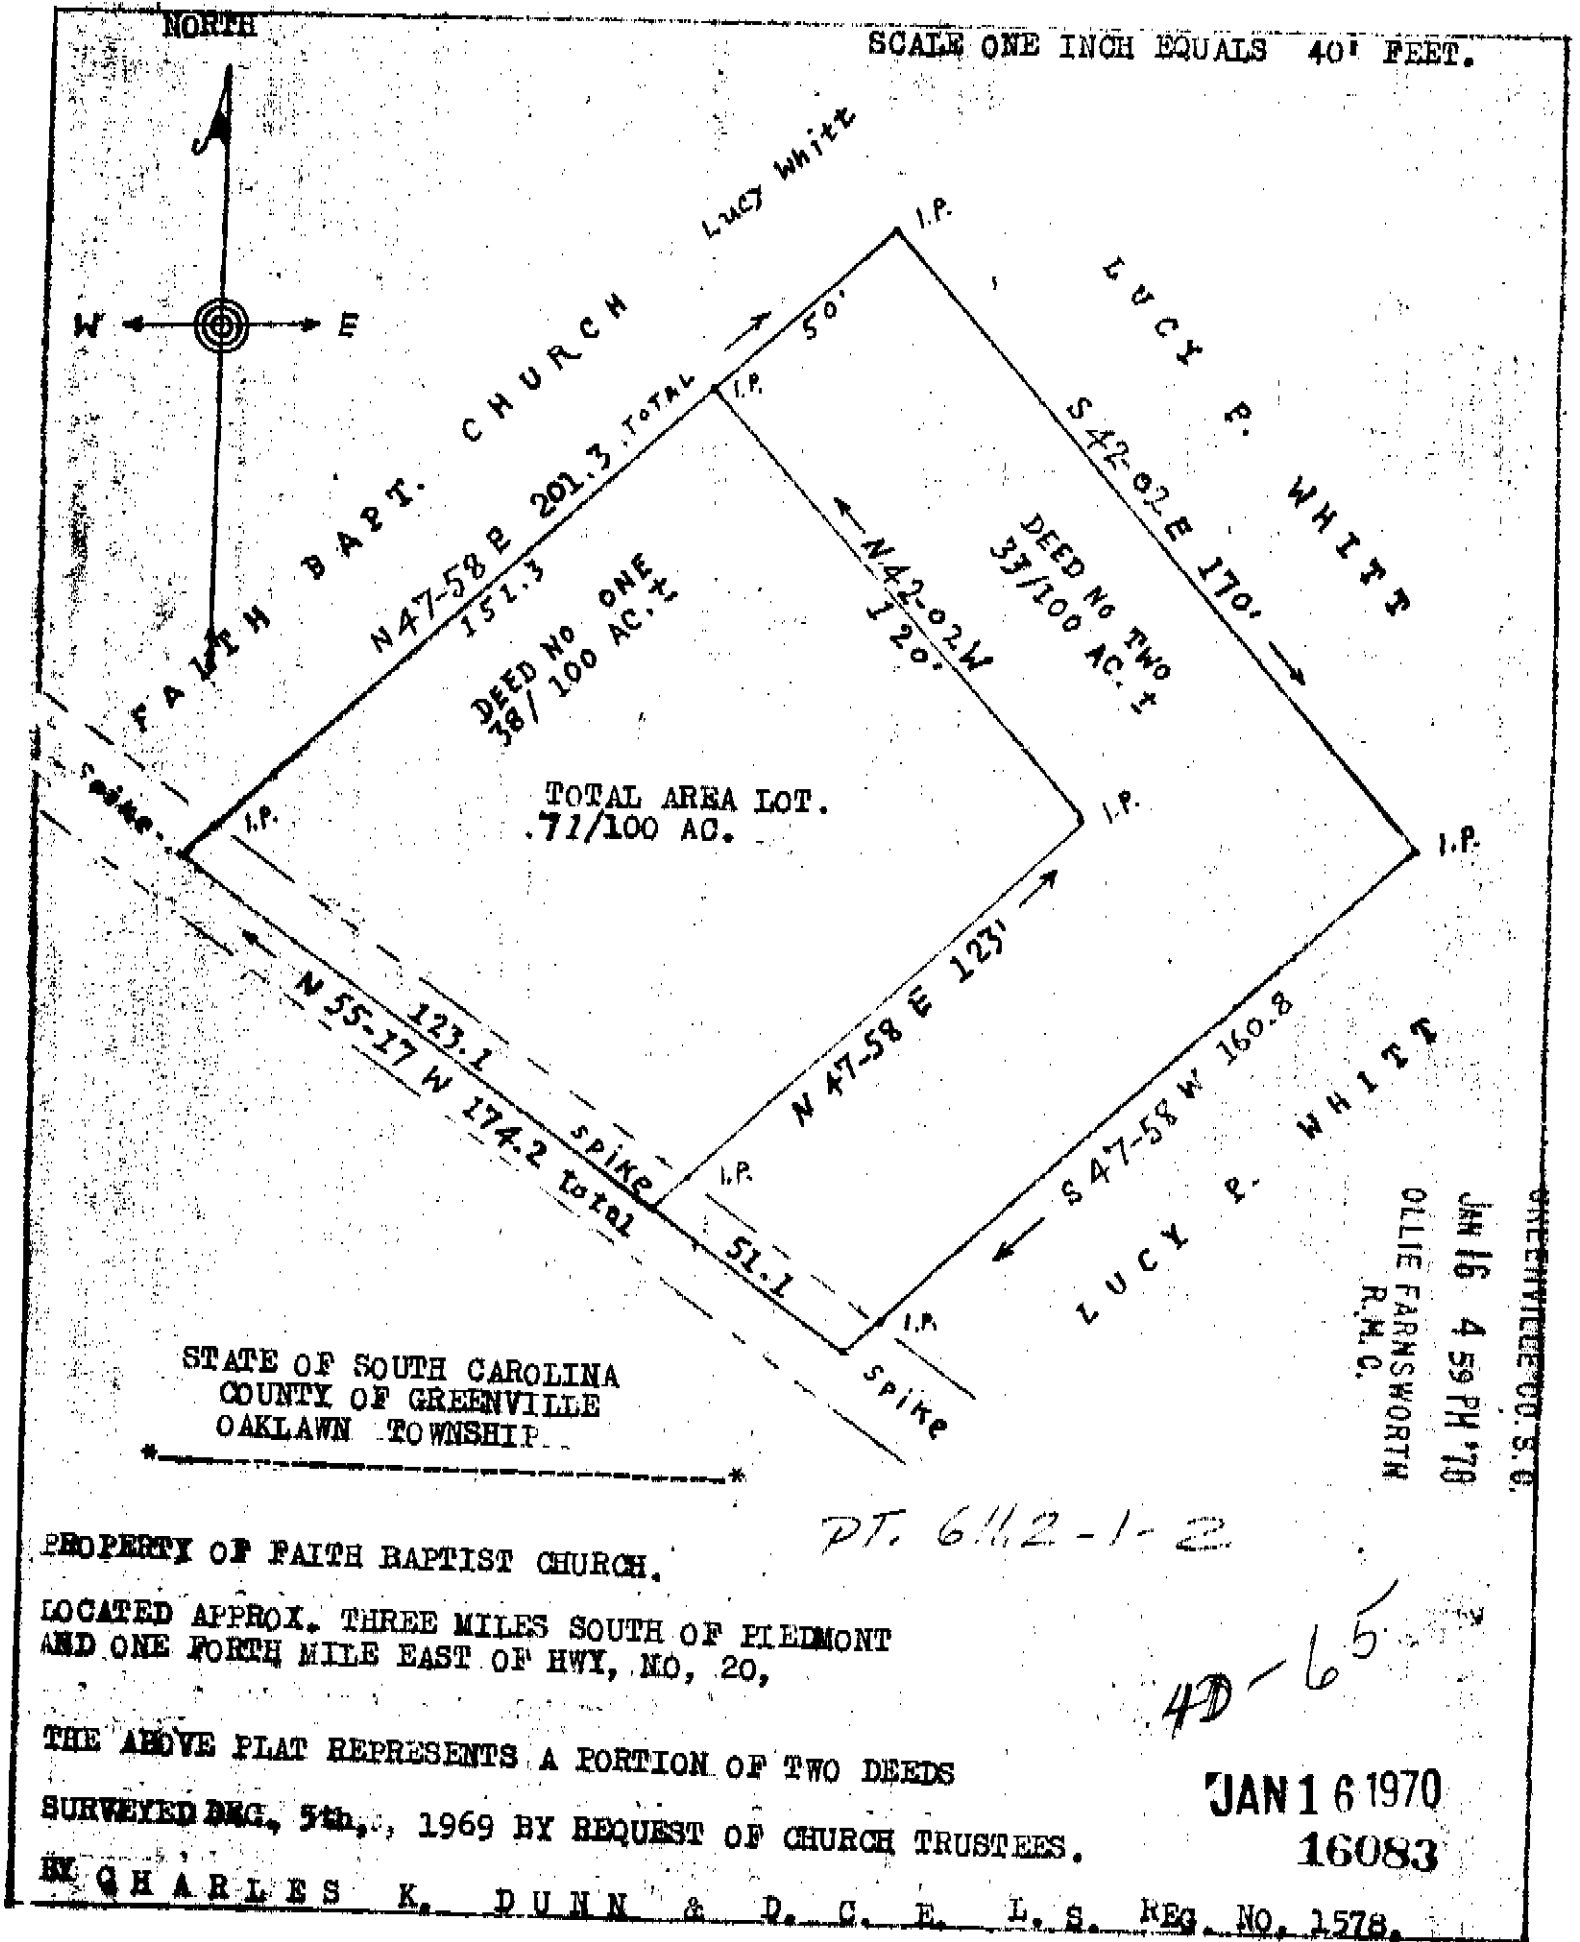 NORTH
SCALE ONE INCH EQUALS 40' FEET.
W E
Lucy Whitt
I.P.
FAITH BAPT. CHURCH
LUCY P. WHITT
50'
I.P.
N 47-58 E 201.3 TOTAL
151.3
S 42-02 E 170'
N 42-02 W
120'
DEED NO ONE
38/100 AC. ±
DEED NO TWO
33/100 AC. ±
TOTAL AREA LOT.
.71/100 AC.
spike
I.P.
I.P.
I.P.
N 47-58 E 123'
123.1
N 55-17 W 174.2 total
spike
I.P.
51.1
S 47-58 W 160.8
LUCY P. WHITT
I.P.
spike
GREENVILLE CO. S.C.
JAN 16 4 59 PM '70
OLLIE FARNSWORTH
R.M.C.
STATE OF SOUTH CAROLINA
COUNTY OF GREENVILLE
OAKLAWN TOWNSHIP
*                    *
PT. 611.2-1-2
PROPERTY OF FAITH BAPTIST CHURCH.
LOCATED APPROX. THREE MILES SOUTH OF PIEDMONT
AND ONE FORTH MILE EAST OF HWY, NO, 20,
4D-65
THE ABOVE PLAT REPRESENTS A PORTION OF TWO DEEDS
SURVEYED DEC. 5th,, 1969 BY REQUEST OF CHURCH TRUSTEES.
JAN 16 1970
16083
BY CHARLES K. DUNN & D. C. E. L. S. REG. NO. 1578.